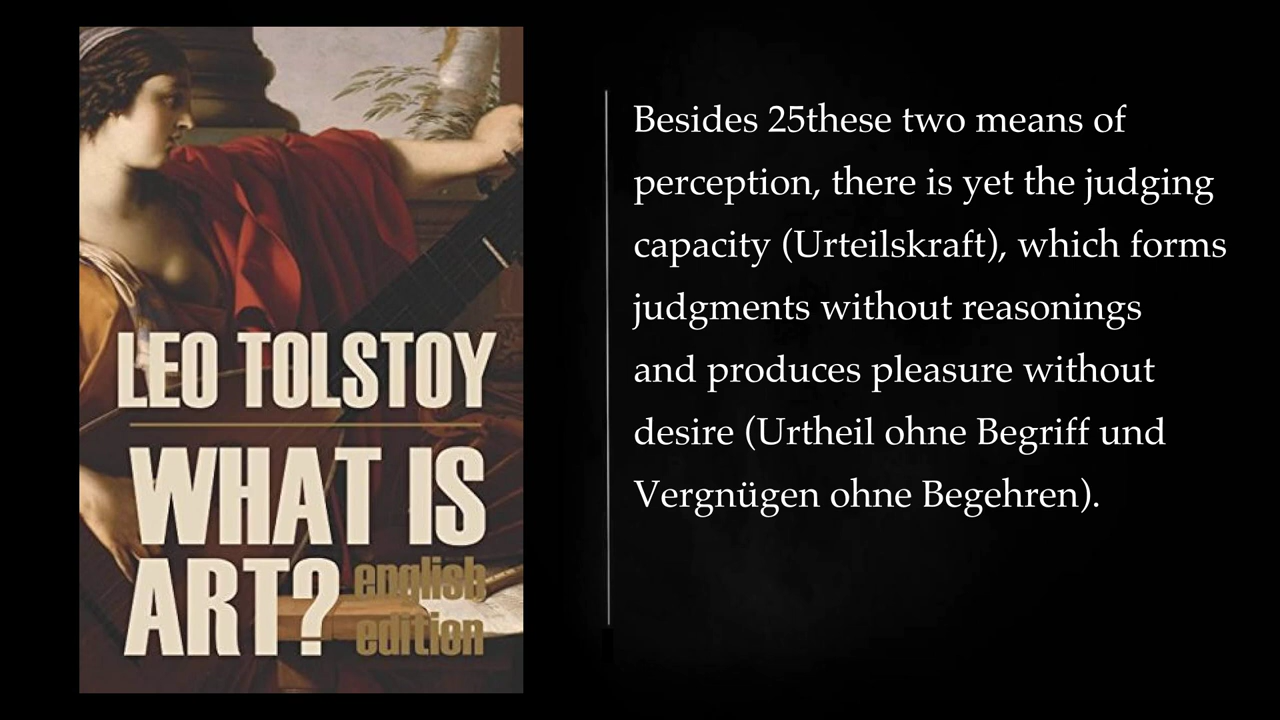 LEO TOLSTOY
WHAT IS
ART?
english
edition
Besides 25these two means of
perception, there is yet the judging
capacity (Urteilskraft), which forms
judgments without reasonings
and produces pleasure without
desire (Urtheil ohne Begriff und
Vergnügen ohne Begehren).